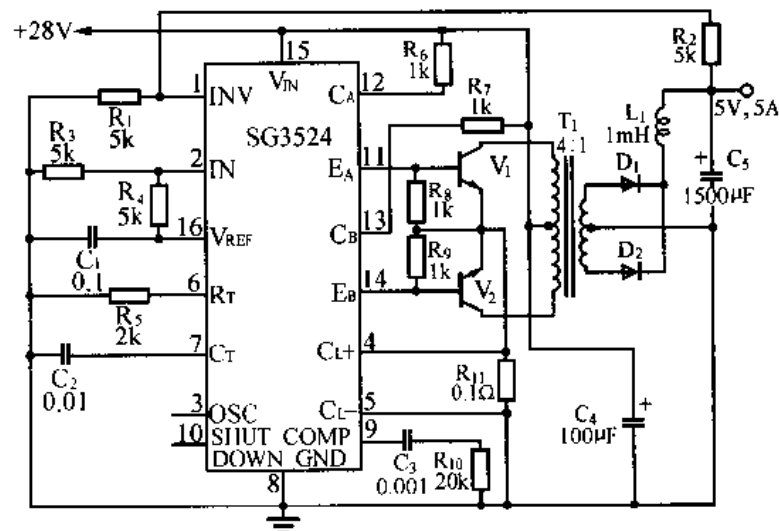 +28V
15
R6
1k
R2
5k
1
INV
VIN
12
CA
R7
1k
R1
5k
SG3524
5V, 5A
L1
1mH
T1
4:1
R3
5k
2
IN
11
EA
V1
D1
C5
+
1500μF
R4
5k
R8
1k
16
VREF
13
CB
C1
0.1
R9
1k
D2
6
RT
14
EB
V2
R5
2k
7
CT
4
CL+
C2
0.01
R11
0.1Ω
3
OSC
5
CL-
C4
+
100μF
10
SHUT
DOWN
COMP
9
GND
C3
0.001
R10
20k
8